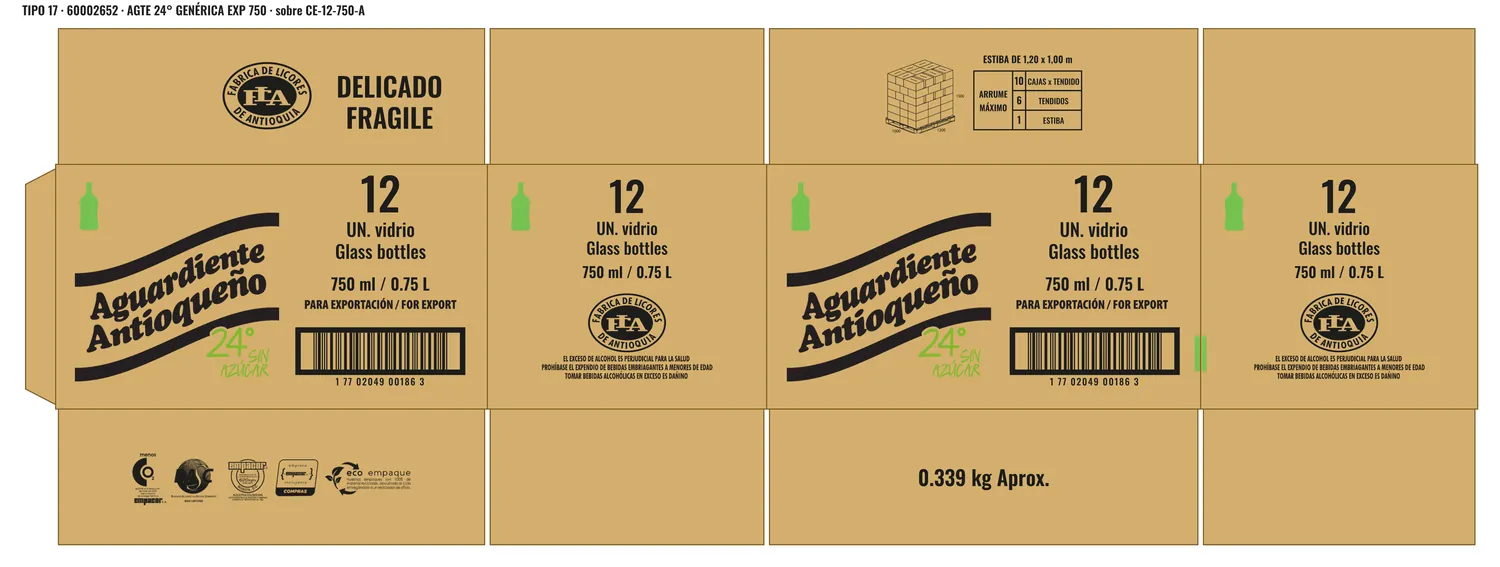 TIPO 17 · 60002652 · AGTE 24° GENÉRICA EXP 750 · sobre CE-12-750-A
FABRICA DE LICORES
FLA
DE ANTIOQUIA
DELICADO
FRAGILE
ESTIBA DE 1,20 x 1,00 m
ARRUME
MÁXIMO
10 CAJAS x TENDIDO
6 TENDIDOS
1 ESTIBA
12
UN. vidrio
Glass bottles
750 ml / 0.75 L
PARA EXPORTACIÓN / FOR EXPORT
Aguardiente
Antioqueño
24°
SIN
AZÚCAR
1 77 02049 00186 3
12
UN. vidrio
Glass bottles
750 ml / 0.75 L
FABRICA DE LICORES
FLA
DE ANTIOQUIA
EL EXCESO DE ALCOHOL ES PERJUDICIAL PARA LA SALUD
PROHÍBASE EL EXPENDIO DE BEBIDAS EMBRIAGANTES A MENORES DE EDAD
TOMAR BEBIDAS ALCOHÓLICAS EN EXCESO ES DAÑINO
12
UN. vidrio
Glass bottles
750 ml / 0.75 L
PARA EXPORTACIÓN / FOR EXPORT
Aguardiente
Antioqueño
24°
SIN
AZÚCAR
1 77 02049 00186 3
12
UN. vidrio
Glass bottles
750 ml / 0.75 L
FABRICA DE LICORES
FLA
DE ANTIOQUIA
EL EXCESO DE ALCOHOL ES PERJUDICIAL PARA LA SALUD
PROHÍBASE EL EXPENDIO DE BEBIDAS EMBRIAGANTES A MENORES DE EDAD
TOMAR BEBIDAS ALCOHÓLICAS EN EXCESO ES DAÑINO
menos
empacor
empacor
empresa
empacor
incluyente
COMPRAS
eco empaque
0.339 kg Aprox.